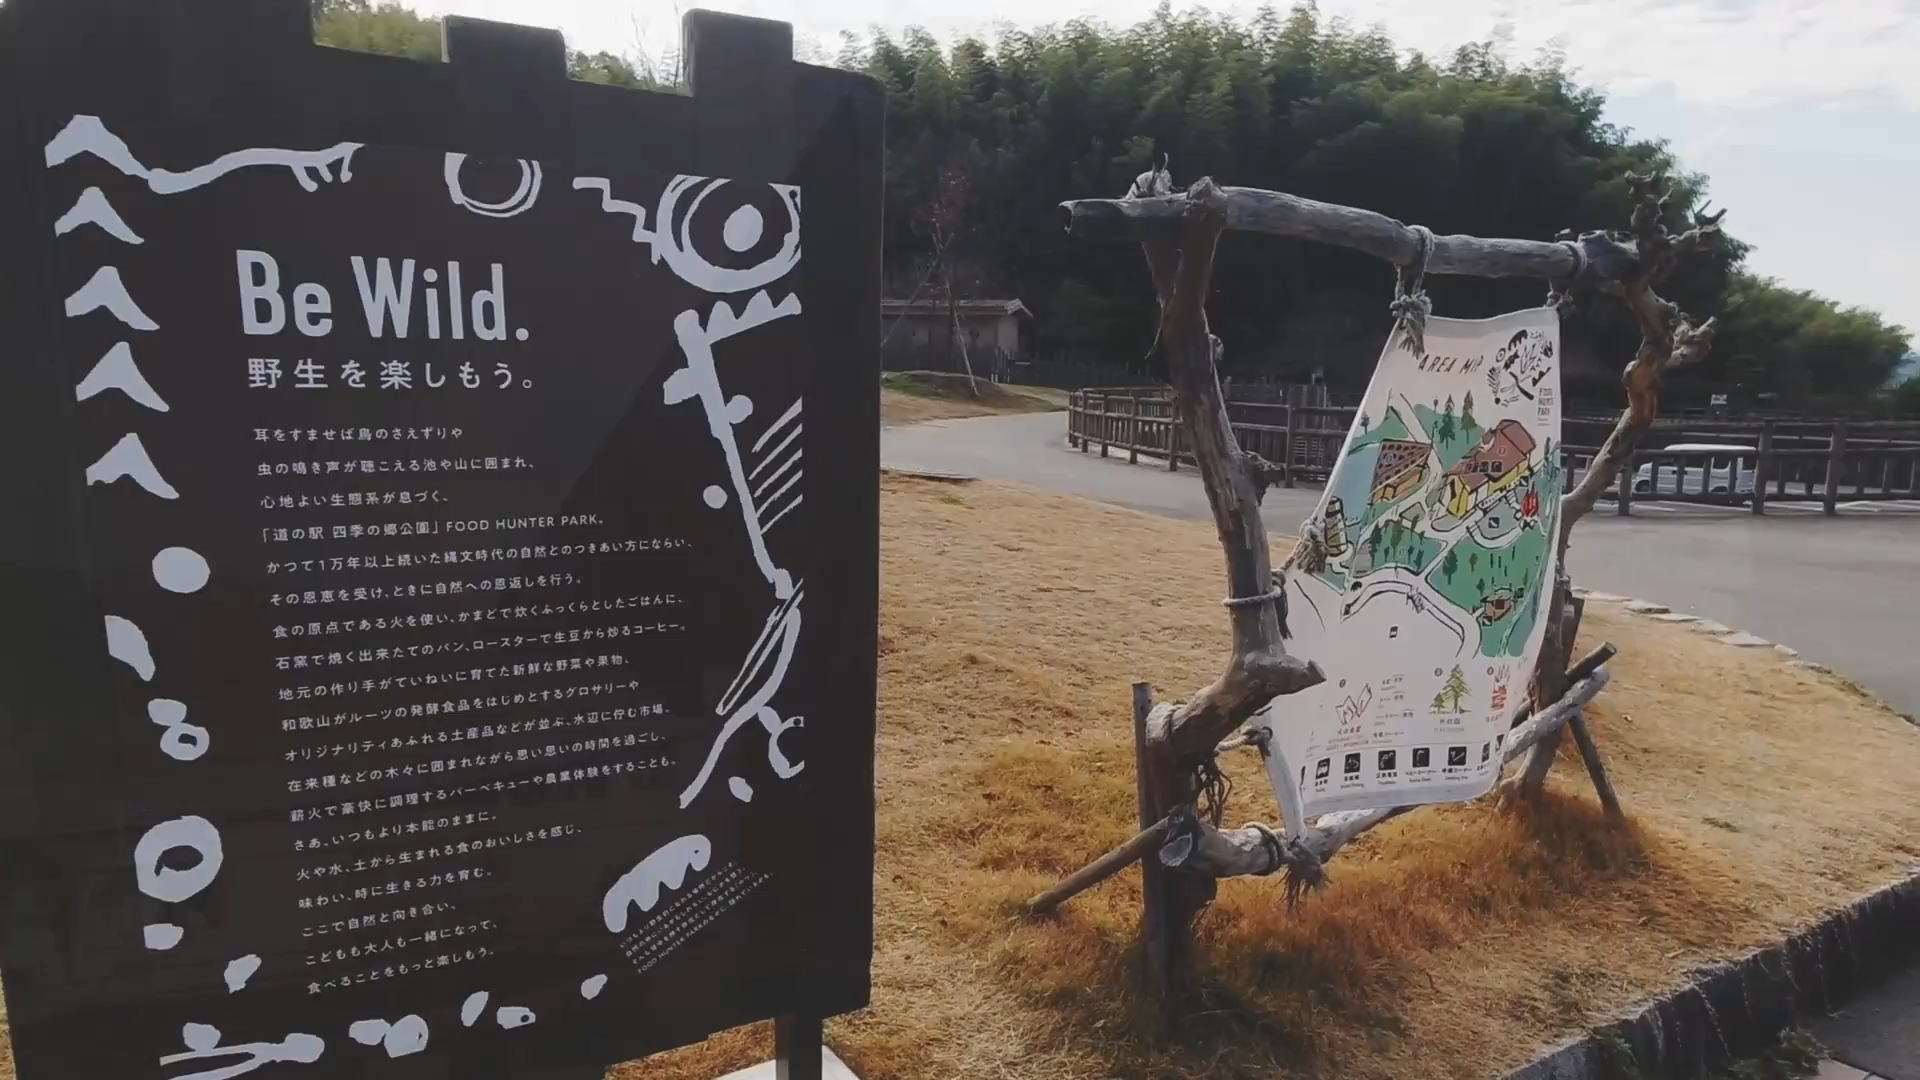 Be Wild.
野生を楽しもう。
耳をすませば鳥のさえずりや
虫の鳴き声が聴こえる池や山に囲まれ、
心地よい生態系が息づく、
「道の駅 四季の郷公園」FOOD HUNTER PARK。
かつて1万年以上続いた縄文時代の自然とのつきあい方にならい、
その恩恵を受け、ときに自然への恩返しを行う。
食の原点である火を使い、かまどで炊くふっくらとしたごはんに、
石窯で焼く出来たてのパン、ロースターで生豆から炒るコーヒー。
地元の作り手がていねいに育てた新鮮な野菜や果物、
和歌山がルーツの発酵食品をはじめとするグロサリーや
オリジナリティあふれる土産品などが並ぶ、水辺に佇む市場。
在来種などの木々に囲まれながら思い思いの時間を過ごし、
薪火で豪快に調理するバーベキューや農業体験をすることも。
さあ、いつもより本能のままに。
火や水、土から生まれる食のおいしさを感じ、
味わい、時に生きる力を育む。
ここで自然と向き合い、
こどもも大人も一緒になって、
食べることをもっと楽しもう。
AREA MAP
FOOD
HUNTER
PARK